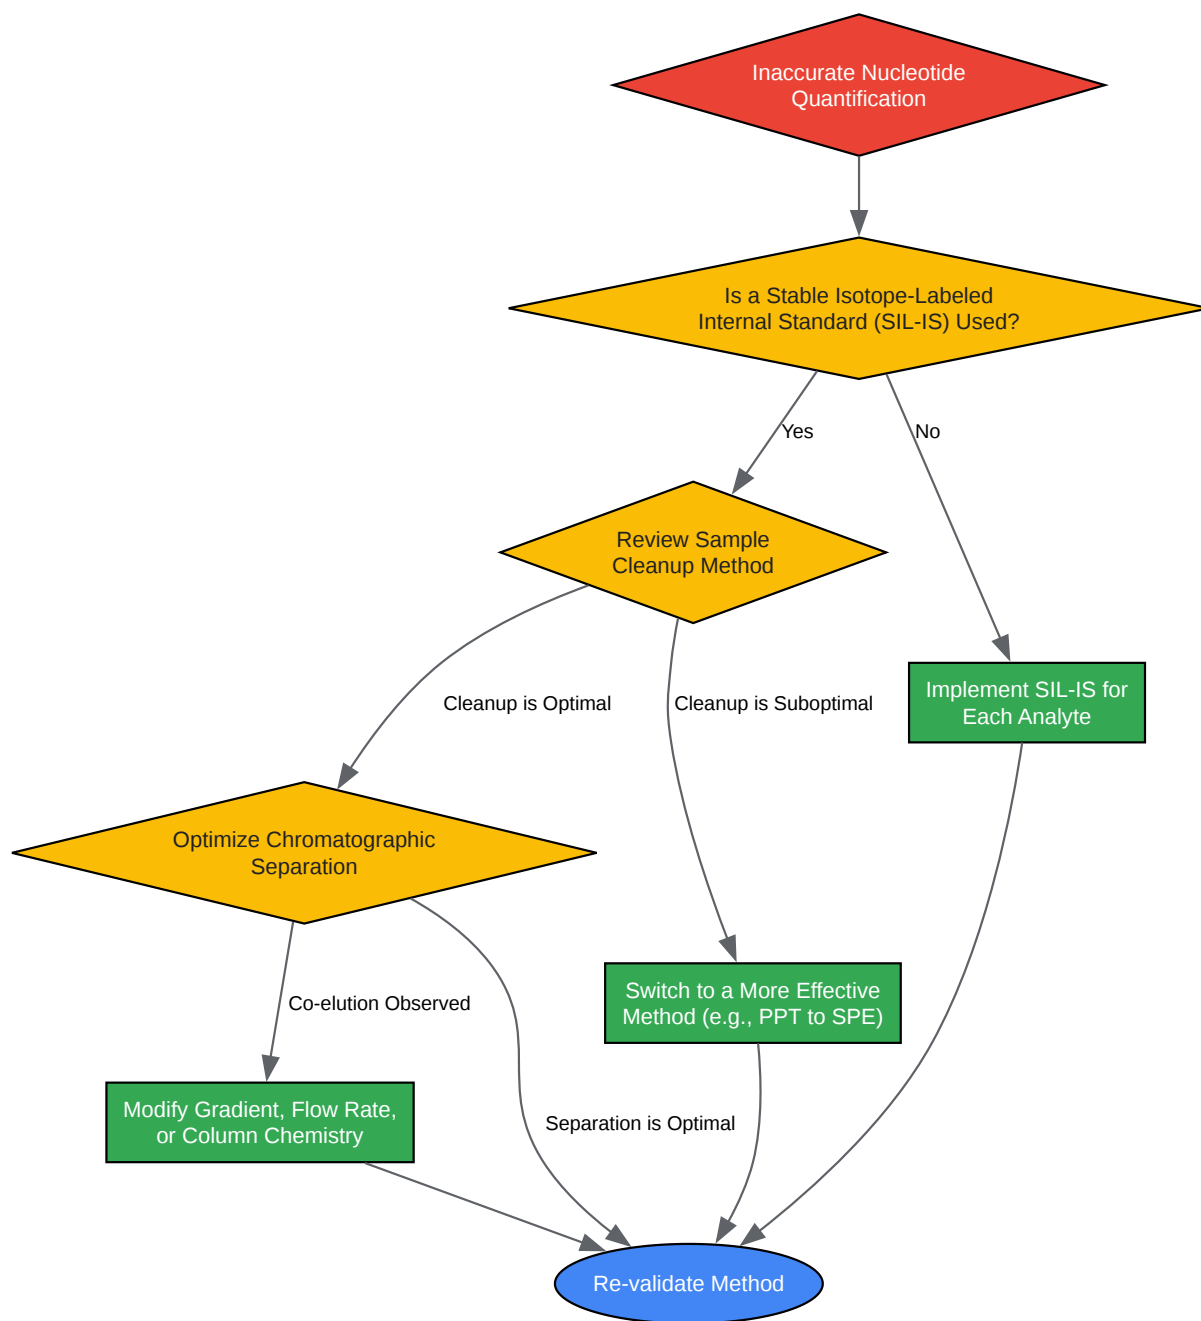 Inaccurate Nucleotide
Quantification
Is a Stable Isotope-Labeled
Internal Standard (SIL-IS) Used?
Yes
No
Review Sample
Cleanup Method
Implement SIL-IS for
Each Analyte
Cleanup is Optimal
Cleanup is Suboptimal
Optimize Chromatographic
Separation
Switch to a More Effective
Method (e.g., PPT to SPE)
Co-elution Observed
Modify Gradient, Flow Rate,
or Column Chemistry
Separation is Optimal
Re-validate Method